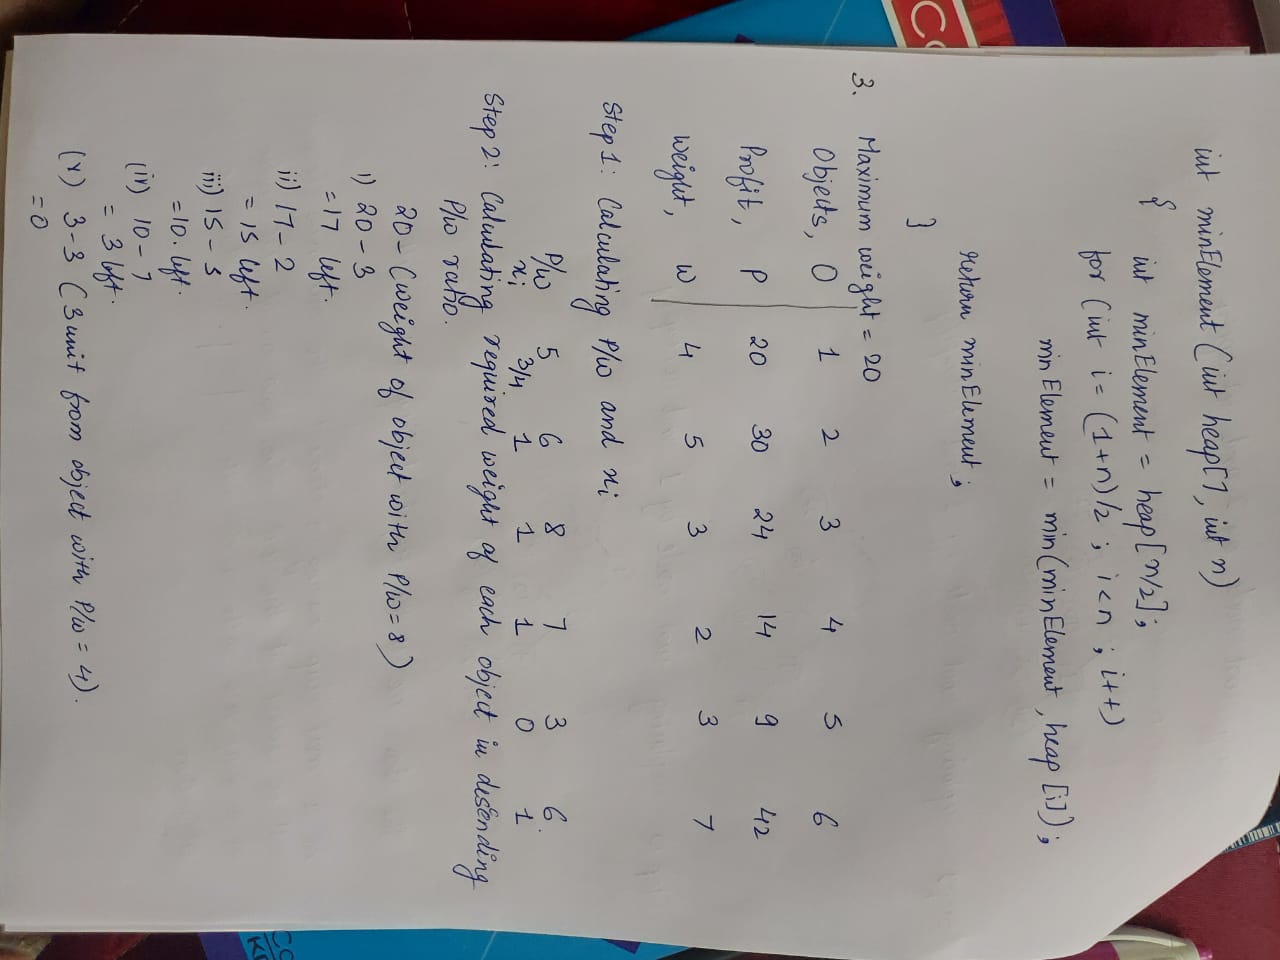 int minElement (int heap[], int n)
{ int minElement = heap [n/2];
for (int i = (1+n)/2 ; i<n ; i++)
min Element = min (minElement , heap [i]);
return minElement ;
}
3. Maximum weight = 20
Objects, O 1 2 3 4 5 6
Profit, P 20 30 24 14 9 42
weight, W 4 5 3 2 3 7
Step 1: Calculating P/w and xi
P/w 5 6 8 7 3 6.
xi 3/4 1 1 1 0 1
Step 2: Calculating required weight of each object in desending
P/w ratio.
20 - (weight of object with P/w = 8)
i) 20 - 3
= 17 left.
ii) 17 - 2
= 15 left.
iii) 15 - 5
= 10. left.
(iv) 10 - 7
= 3 left.
(v) 3-3 (3 unit from object with P/w = 4).
= 0
CO
CO